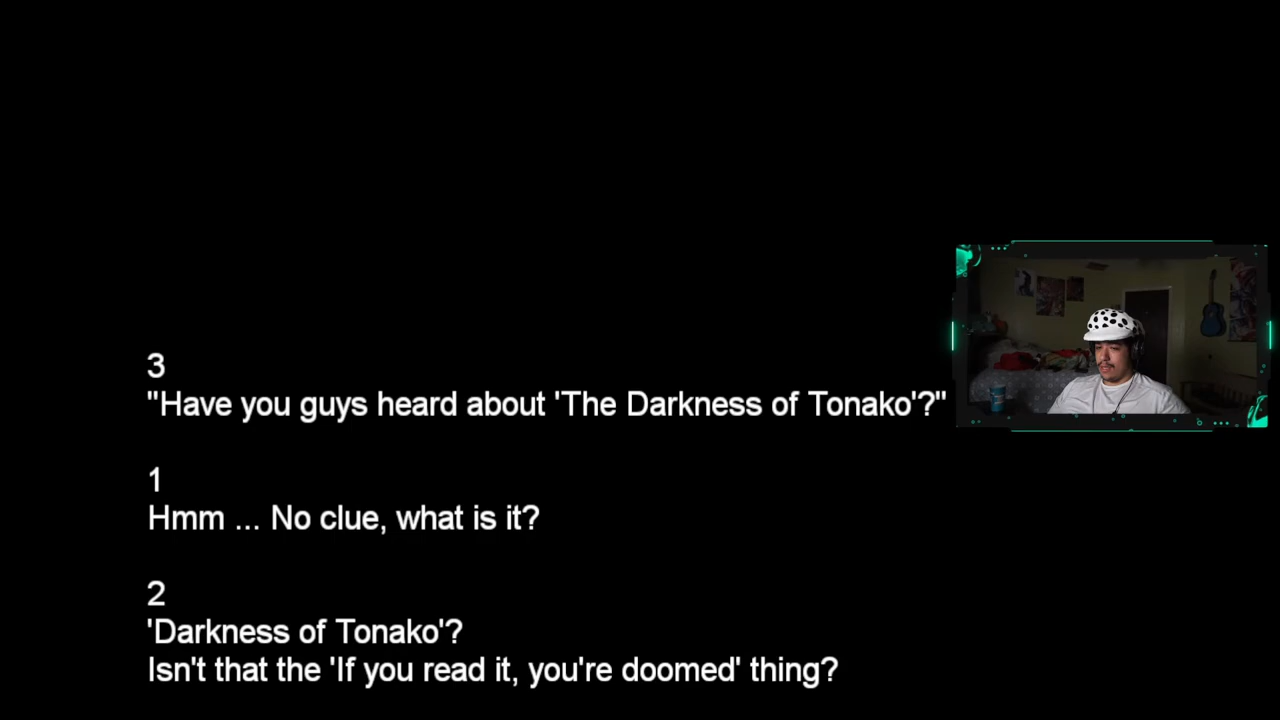 3
"Have you guys heard about 'The Darkness of Tonako'?"
1
Hmm ... No clue, what is it?
2
'Darkness of Tonako'?
Isn't that the 'If you read it, you're doomed' thing?